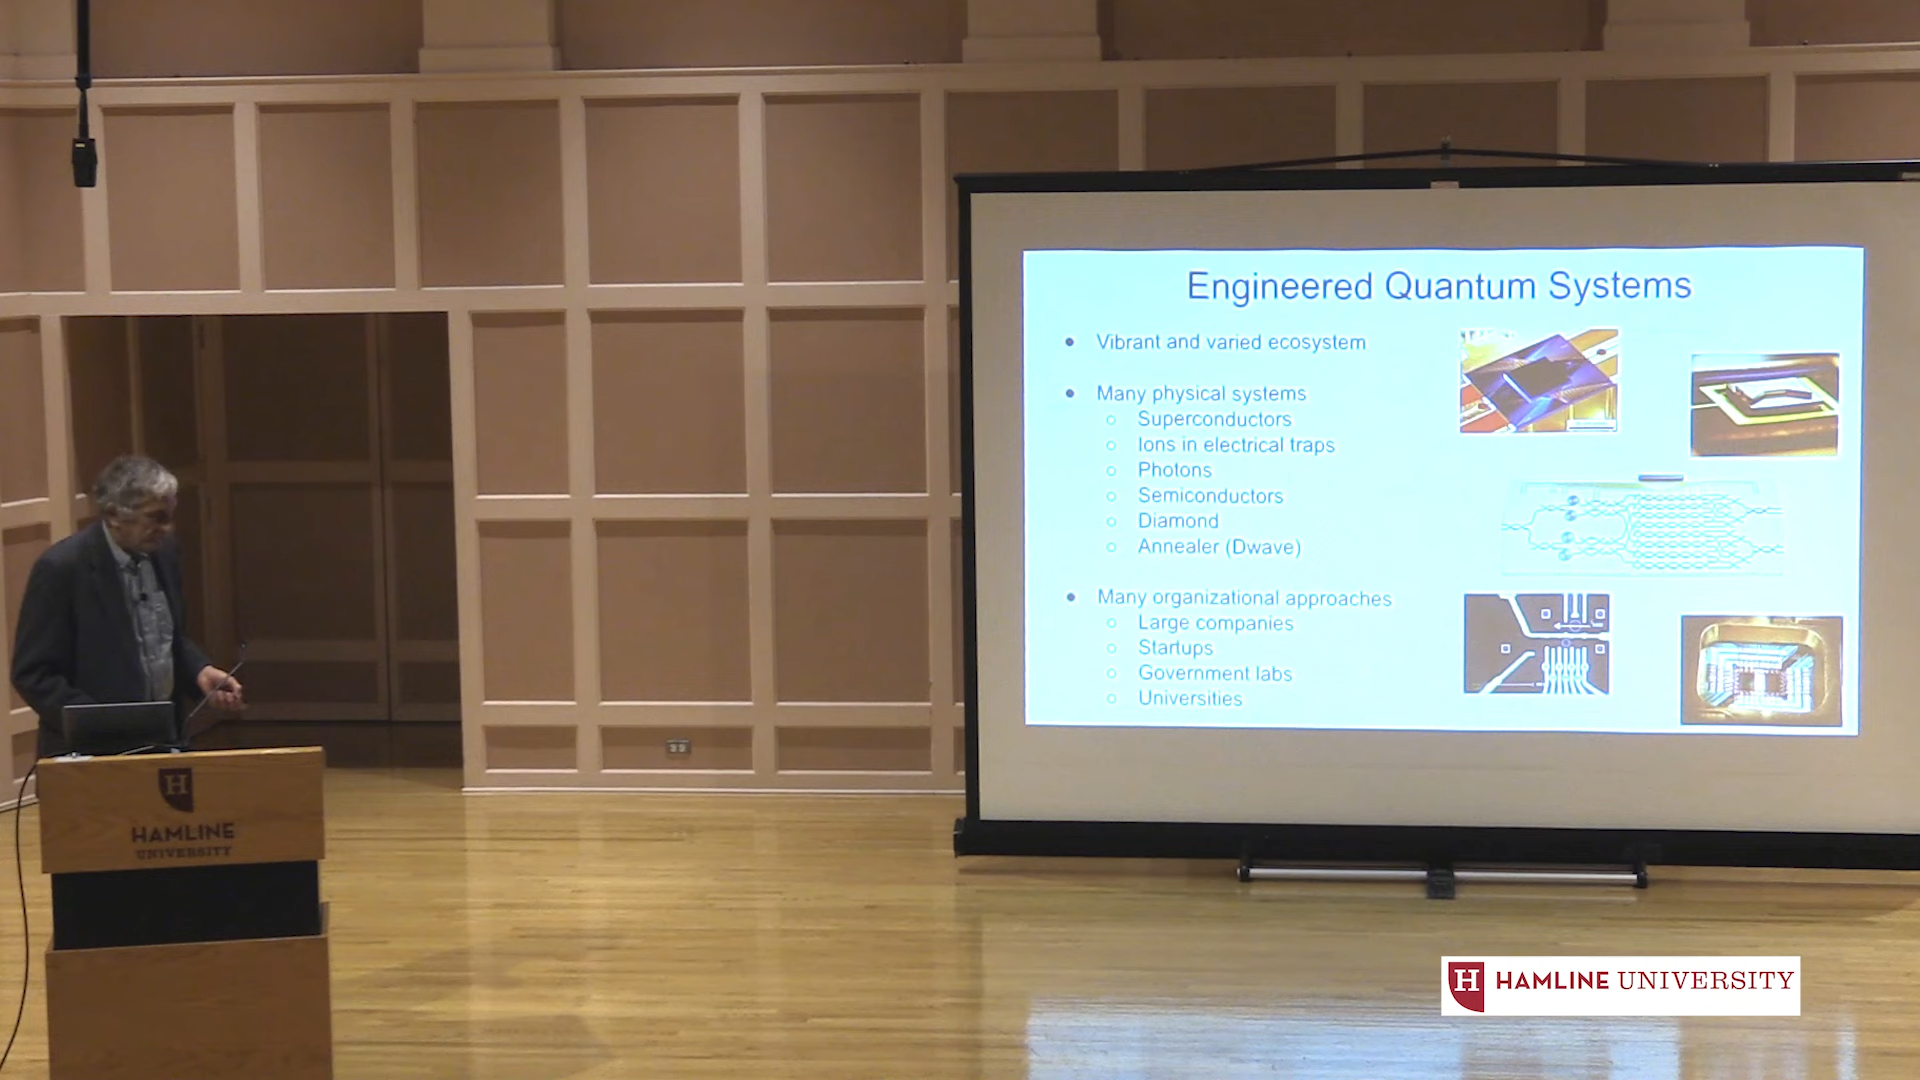 Engineered Quantum Systems
Vibrant and varied ecosystem
Many physical systems
Superconductors
Ions in electrical traps
Photons
Semiconductors
Diamond
Annealer (Dwave)
Many organizational approaches
Large companies
Startups
Government labs
Universities
H
HAMLINE
UNIVERSITY
H HAMLINE UNIVERSITY